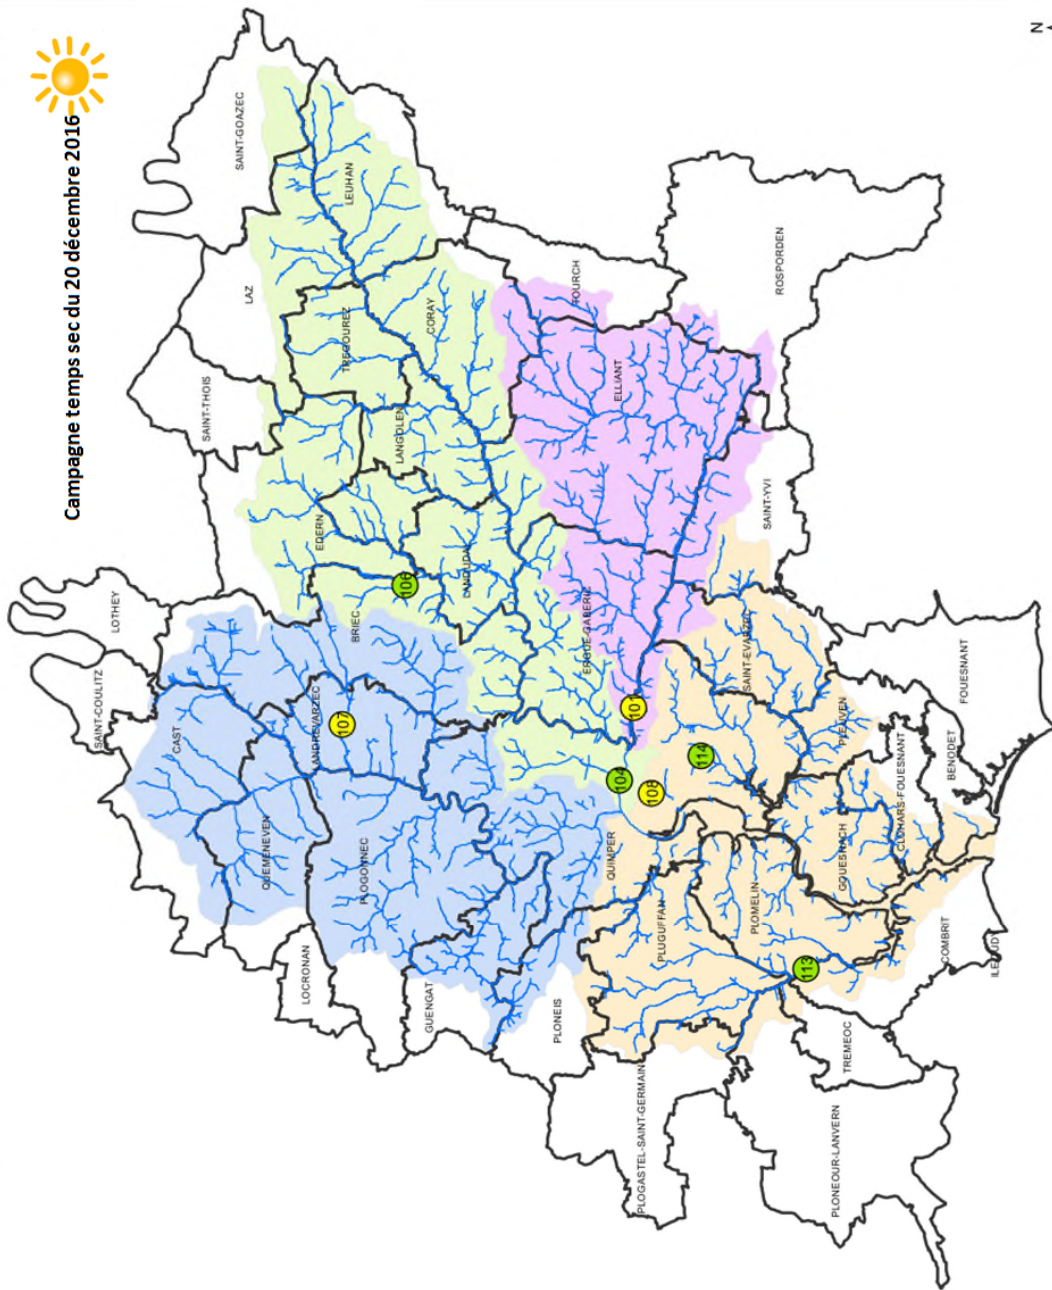 Campagne temps sec du 20 décembre 2016
N
SAINT-GOAZEC
LEUHAN
LAZ
TREGOUREZ
CORAY
TOURCH
ROSPORDEN
SAINT-THOIS
LANGOLEN
ELLIANT
EDERN
SAINT-YVI
LANDUDAL
106
LOTHEY
BRIEC
ERGUE-GABERIC
SAINT-EVARZEC
SAINT-COULITZ
CAST
LANDREVARZEC
107
101
114
PLEUVEN
FOUESNANT
104
108
BENODET
CLOHARS-FOUESNANT
QUEMENEVEN
PLOGONNEC
QUIMPER
GOUESNACH
PLUGUFFAN
PLOMELIN
113
COMBRIT
LOCRONAN
GUENGAT
PLONEIS
TREMEOC
PLOGASTEL-SAINT-GERMAIN
PLONEOUR-LANVERN